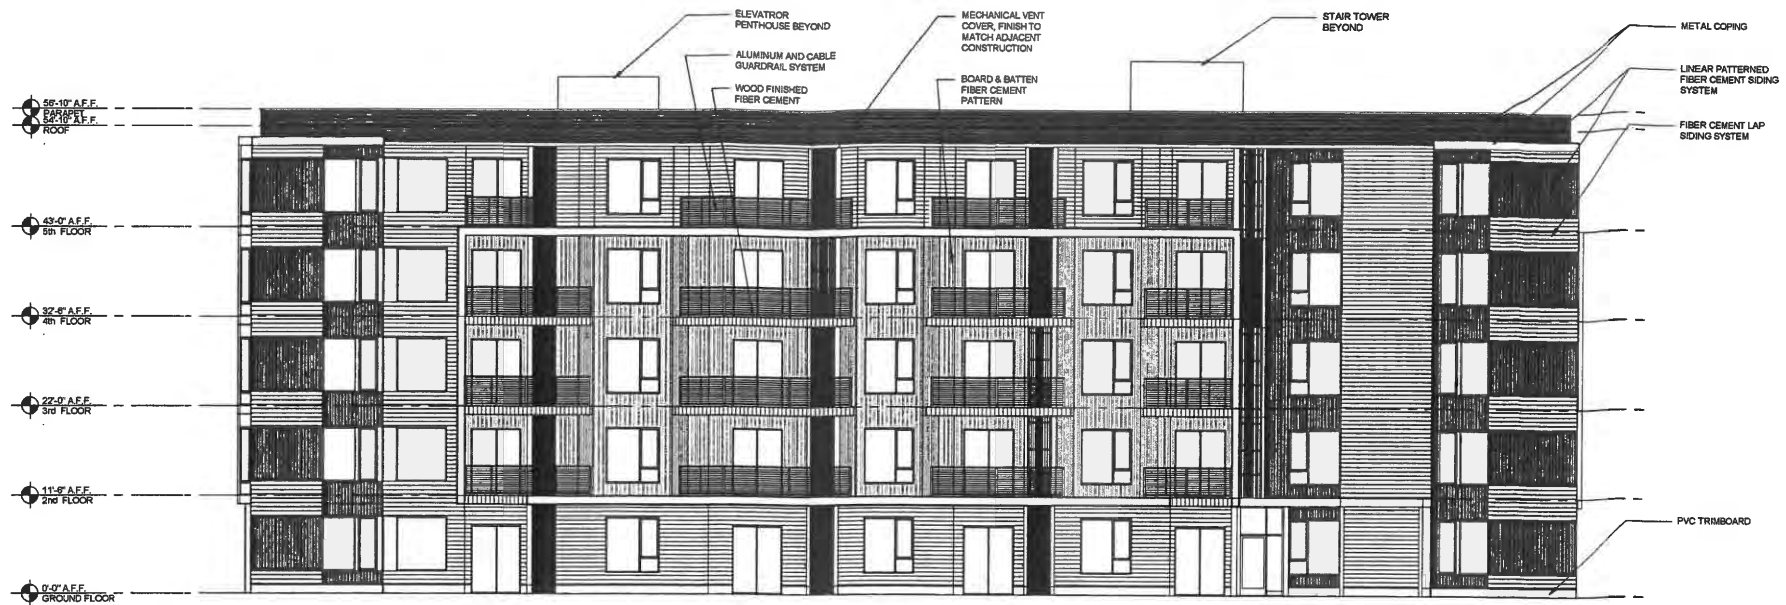 ELEVATROR
PENTHOUSE BEYOND
ALUMINUM AND CABLE
GUARDRAIL SYSTEM
WOOD FINISHED
FIBER CEMENT
MECHANICAL VENT
COVER, FINISH TO
MATCH ADJACENT
CONSTRUCTION
BOARD & BATTEN
FIBER CEMENT
PATTERN
STAIR TOWER
BEYOND
METAL COPING
LINEAR PATTERNED
FIBER CEMENT SIDING
SYSTEM
FIBER CEMENT LAP
SIDING SYSTEM
PVC TRIMBOARD
56'-10" A.F.F.
PARAPET
54'-10" A.F.F.
ROOF
43'-0" A.F.F.
5th FLOOR
32'-6" A.F.F.
4th FLOOR
22'-0" A.F.F.
3rd FLOOR
11'-6" A.F.F.
2nd FLOOR
0'-0" A.F.F.
GROUND FLOOR